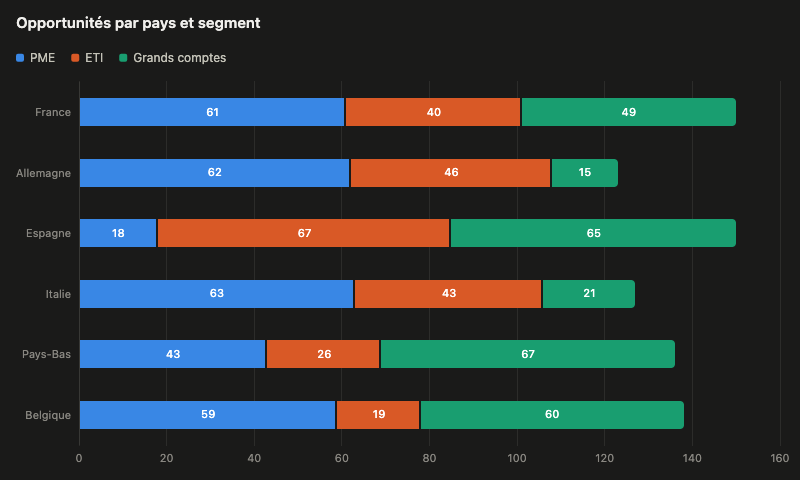 Opportunités par pays et segment
PME ETI Grands comptes
France 61 40 49
Allemagne 62 46 15
Espagne 18 67 65
Italie 63 43 21
Pays-Bas 43 26 67
Belgique 59 19 60
0 20 40 60 80 100 120 140 160